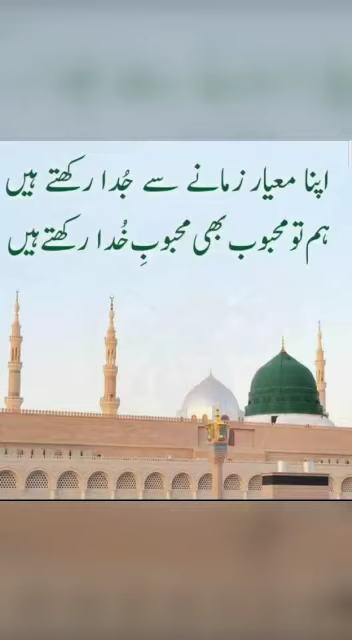 اپنا معیار زمانے سے جُدا رکھتے ہیں
ہم تو محبوب بھی محبوبِ خُدا رکھتے ہیں